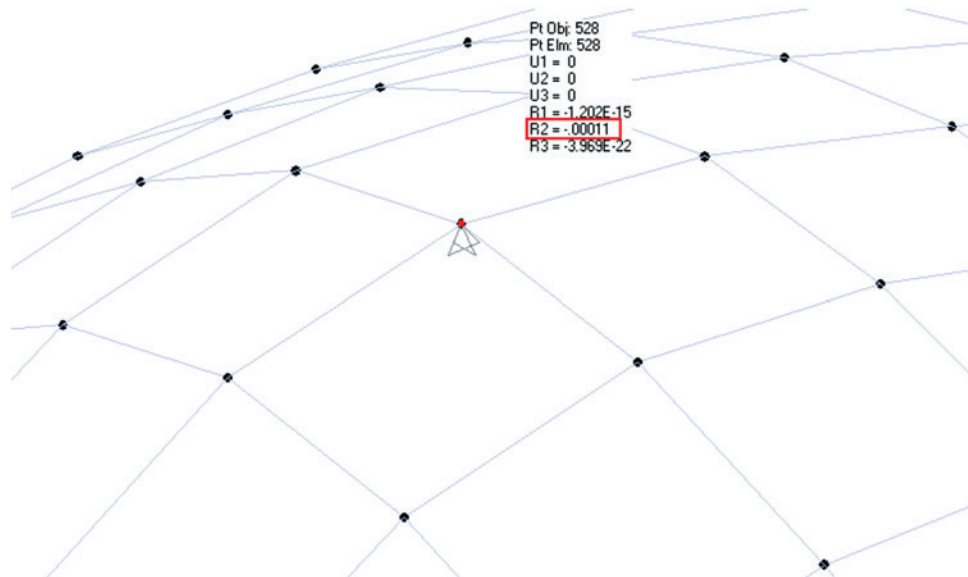 Pt Obj: 528
Pt Elm: 528
U1 = 0
U2 = 0
U3 = 0
R1 = -1.202E-15
R2 = -.00011
R3 = -3.969E-22